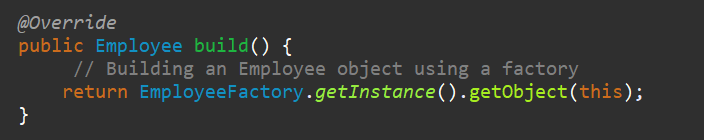 @Override
public Employee build() {
// Building an Employee object using a factory
return EmployeeFactory.getInstance().getObject(this);
}